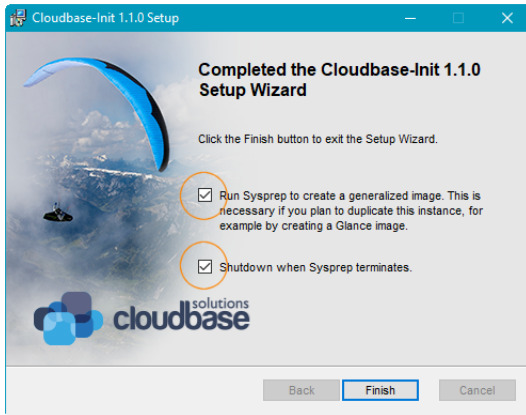 Cloudbase-Init 1.1.0 Setup
Completed the Cloudbase-Init 1.1.0
Setup Wizard
Click the Finish button to exit the Setup Wizard.
Run Sysprep to create a generalized image. This is
necessary if you plan to duplicate this instance, for
example by creating a Glance image.
Shutdown when Sysprep terminates.
solutions
cloudbase
Back
Finish
Cancel